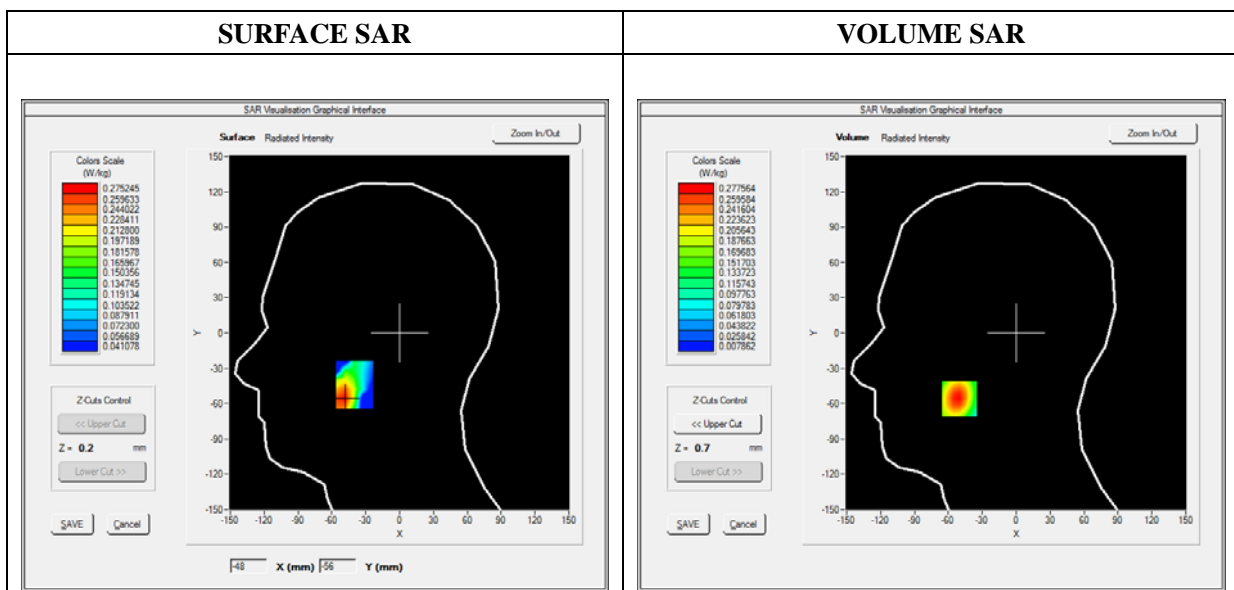 SURFACE SAR
VOLUME SAR
SAR Visualisation Graphical Interface
Surface Radiated Intensity
Zoom In/Out
Colors Scale
(W/kg)
0.275245
0.259633
0.244022
0.228411
0.212800
0.197189
0.181578
0.165967
0.150356
0.134745
0.119134
0.103522
0.087911
0.072300
0.056689
0.041078
150
120
90
60
30
0
-30
-60
-90
-120
-150
Y
-150 -120 -90 -60 -30 0 30 60 90 120 150
X
Z-Cuts Control
<< Upper Cut
Z = 0.2 mm
Lower Cut >>
SAVE Cancel
-48 X (mm) -56 Y (mm)
SAR Visualisation Graphical Interface
Volume Radiated Intensity
Zoom In/Out
Colors Scale
(W/kg)
0.277564
0.259584
0.241604
0.223623
0.205643
0.187663
0.169683
0.151703
0.133723
0.115743
0.097763
0.079783
0.061803
0.043822
0.025842
0.007862
150
120
90
60
30
0
-30
-60
-90
-120
-150
Y
-150 -120 -90 -60 -30 0 30 60 90 120 150
X
Z-Cuts Control
<< Upper Cut
Z = 0.7 mm
Lower Cut >>
SAVE Cancel